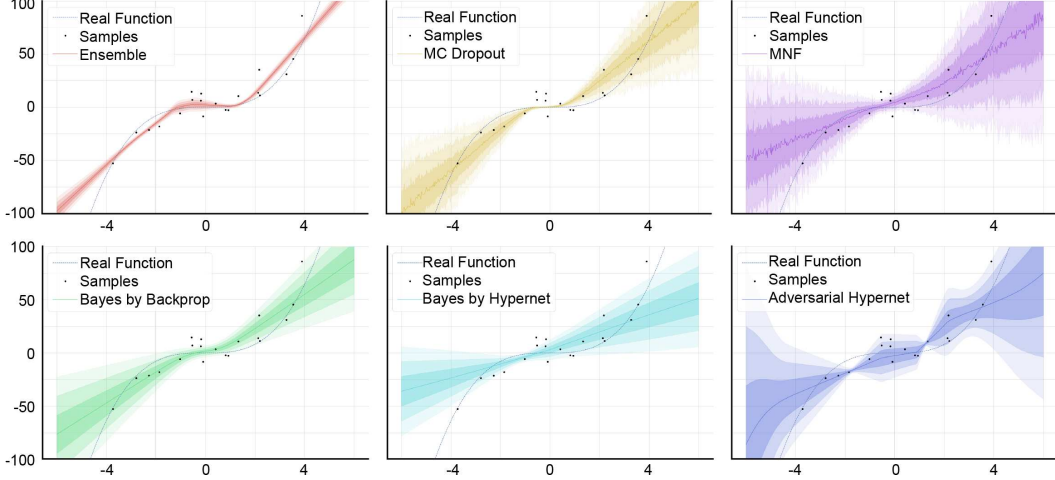 100
50
0
-50
-100
Real Function
Samples
Ensemble
-4
0
4
Real Function
Samples
MC Dropout
-4
0
4
Real Function
Samples
MNF
-4
0
4
100
50
0
-50
-100
Real Function
Samples
Bayes by Backprop
-4
0
4
Real Function
Samples
Bayes by Hypernet
-4
0
4
Real Function
Samples
Adversarial Hypernet
-4
0
4